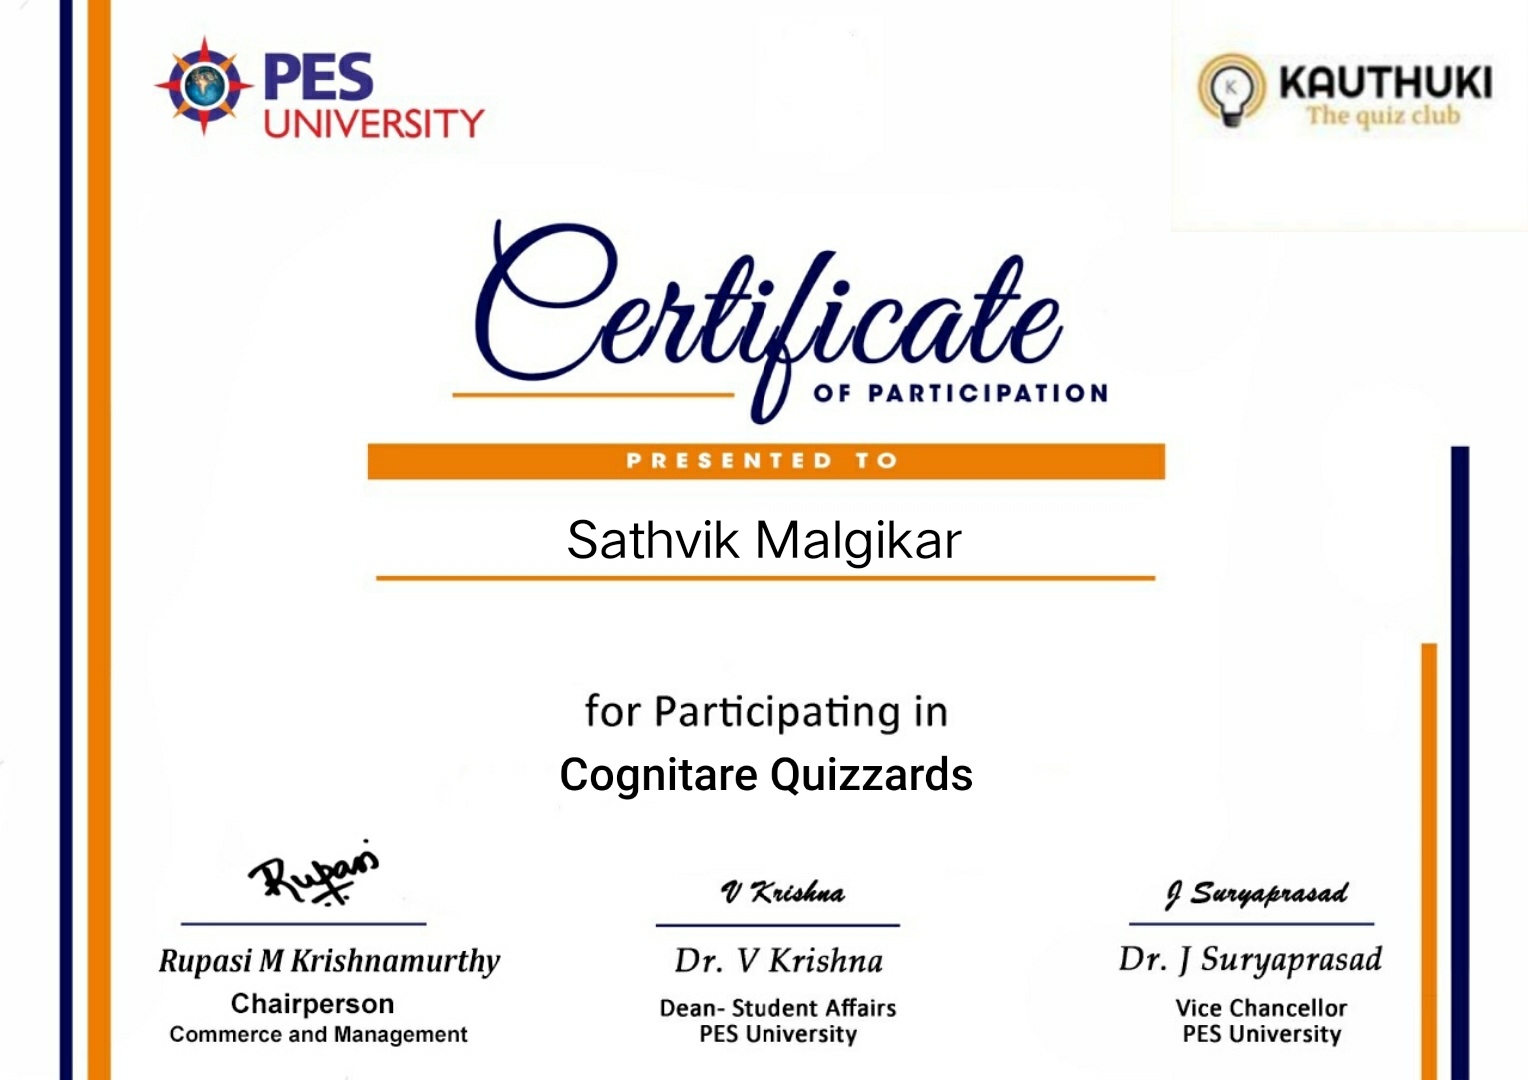 PES
UNIVERSITY
K
KAUTHUKI
The quiz club
Certificate
OF PARTICIPATION
PRESENTED TO
Sathvik Malgikar
for Participating in
Cognitare Quizzards
Rupasi
V Krishna
J Suryaprasad
Rupasi M Krishnamurthy
Chairperson
Commerce and Management
Dr. V Krishna
Dean- Student Affairs
PES University
Dr. J Suryaprasad
Vice Chancellor
PES University